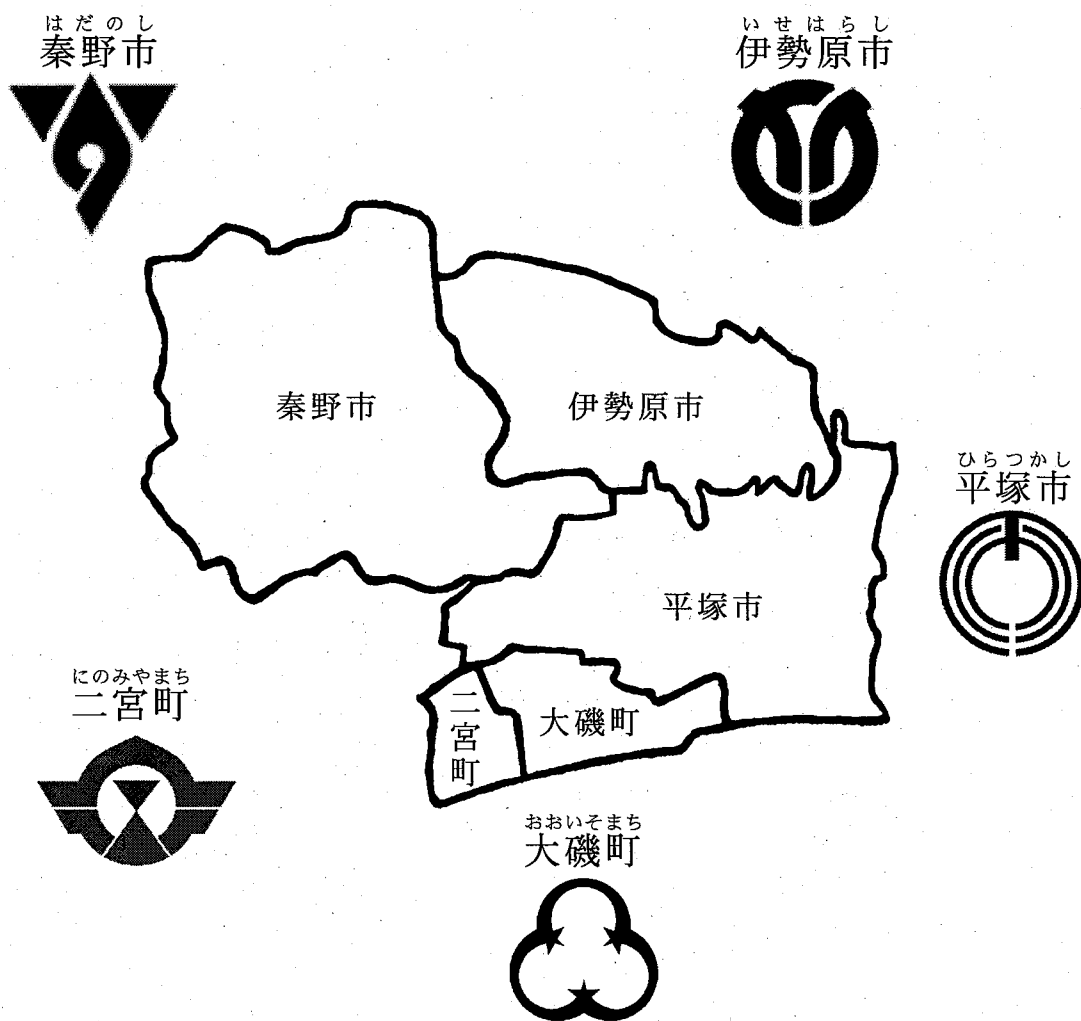 はだのし
秦野市
いせはらし
伊勢原市
秦野市
伊勢原市
ひらつかし
平塚市
平塚市
にのみやまち
二宮町
二宮町
大磯町
おおいそまち
大磯町